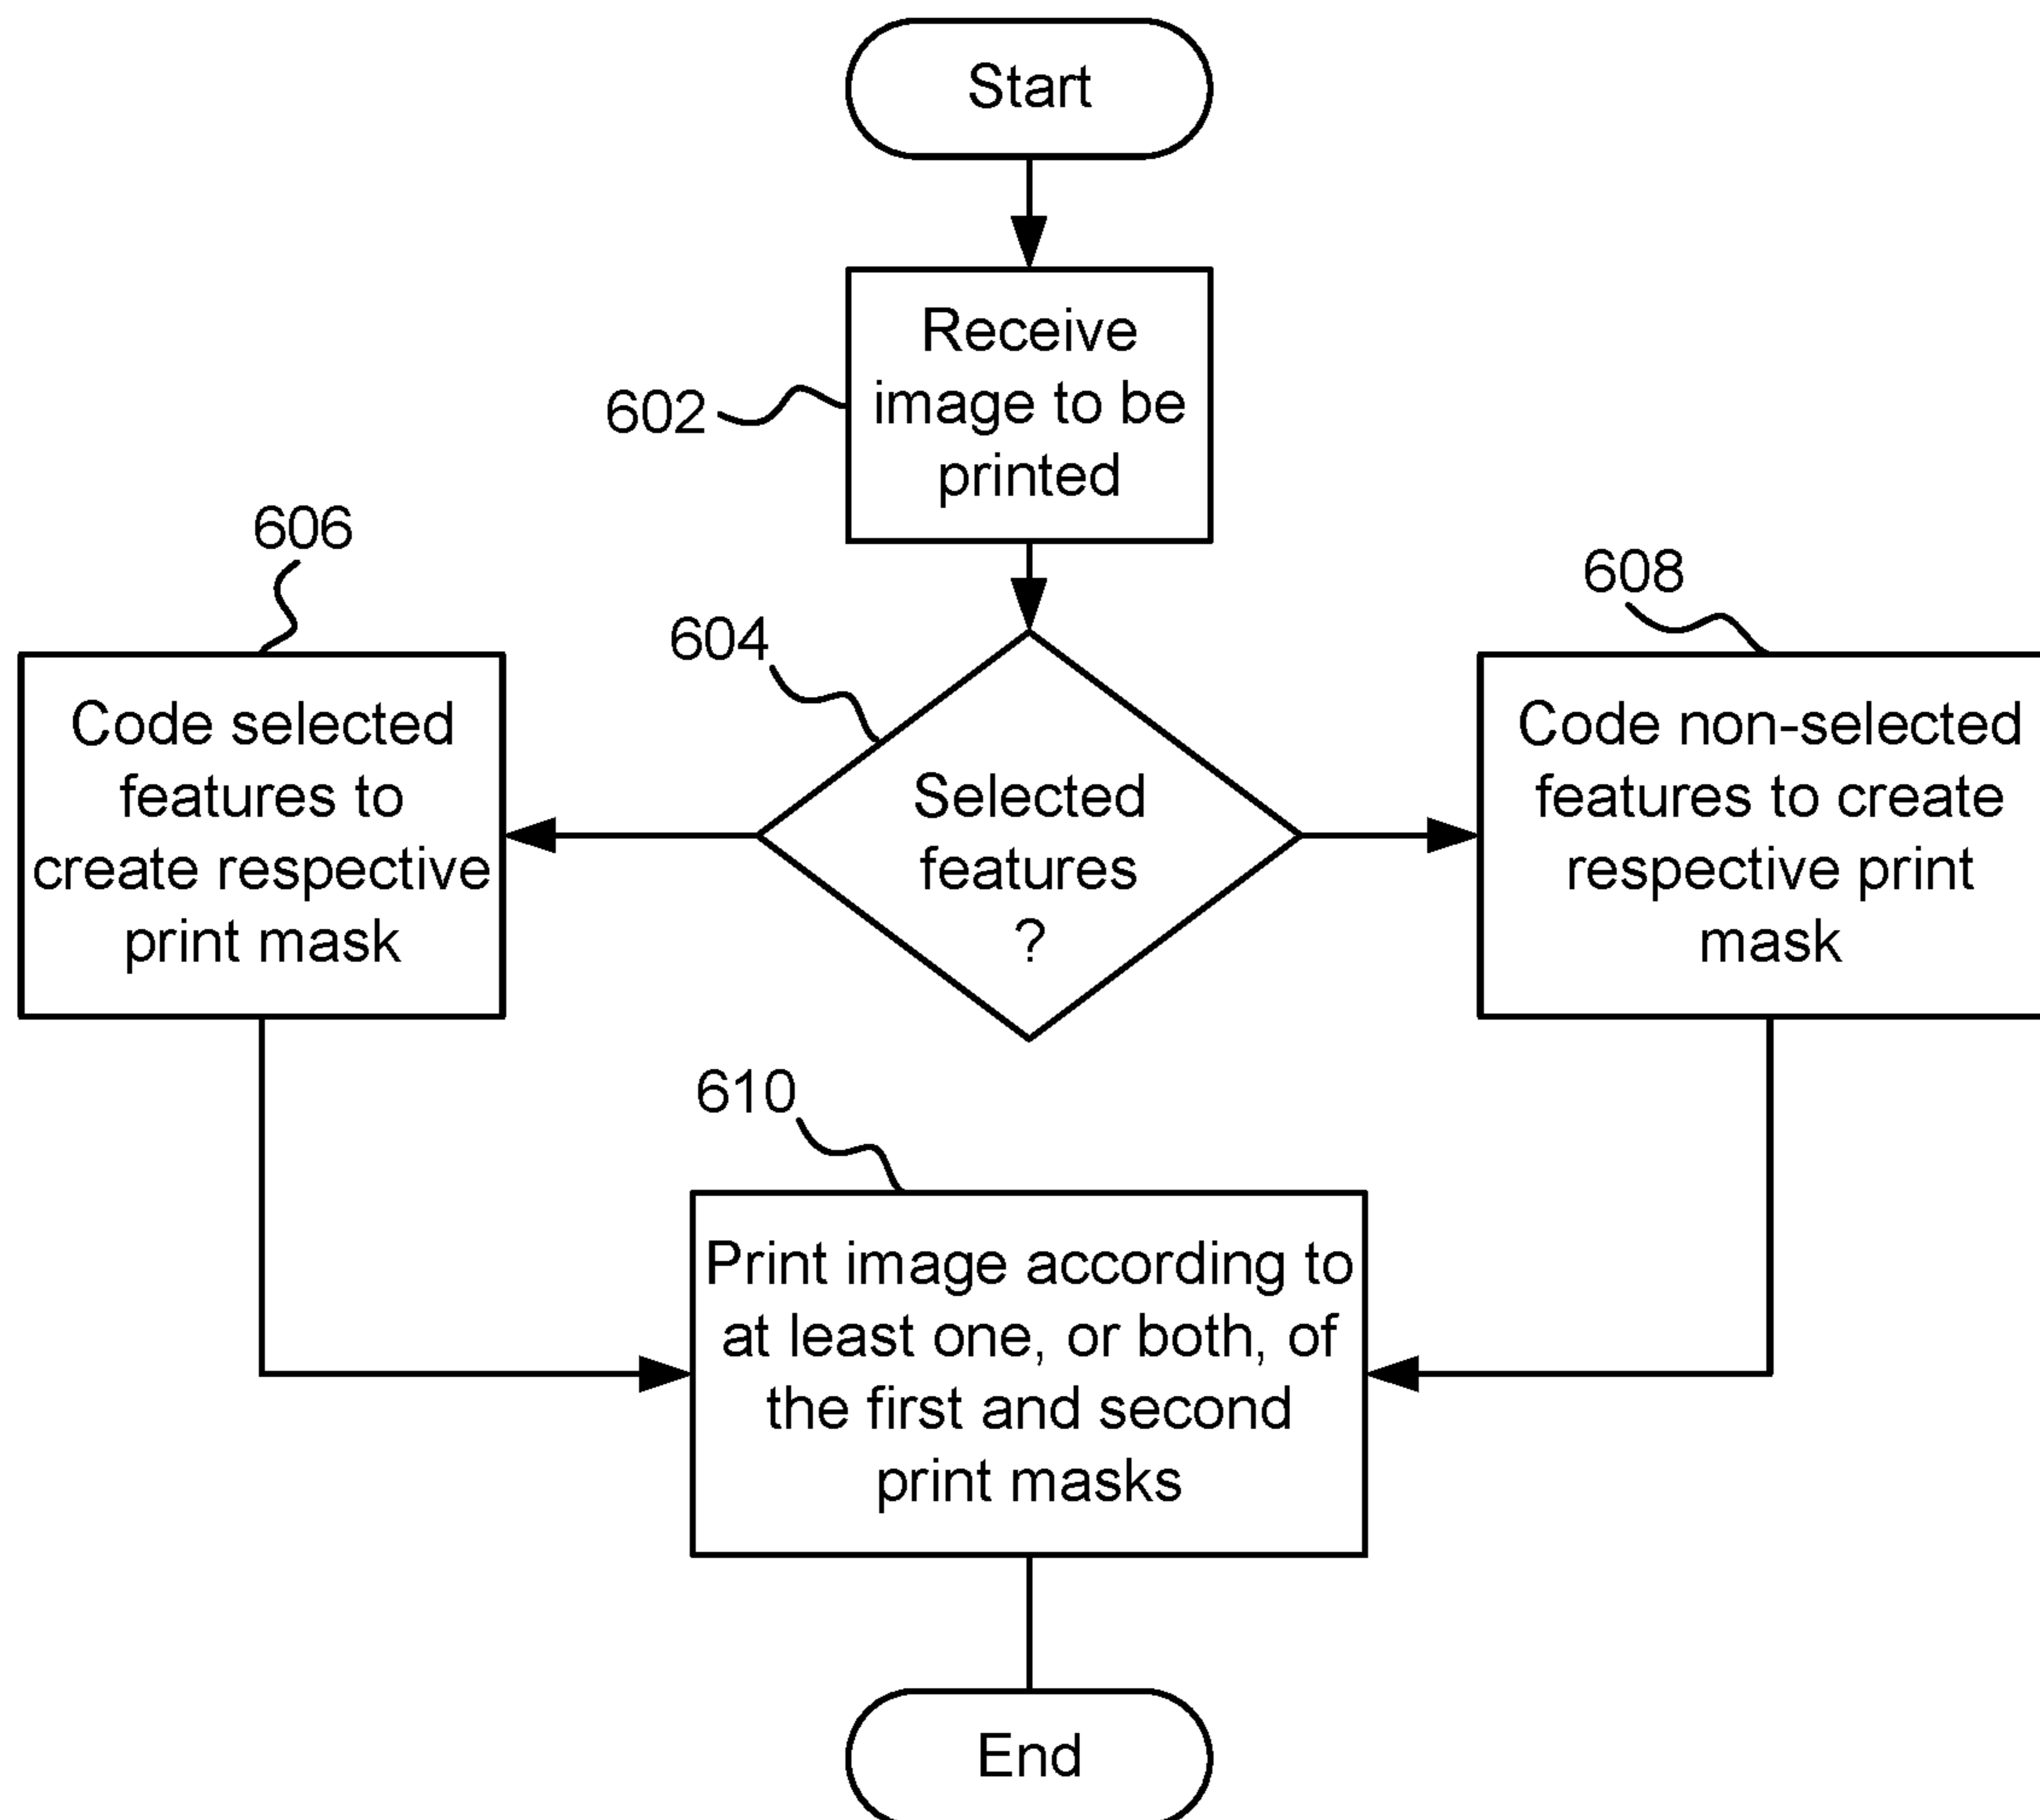 Start
Receive
image to be
printed
602
606
608
604
Code selected
features to
create respective
print mask
Selected
features
?
Code non-selected
features to create
respective print
mask
610
Print image according to
at least one, or both, of
the first and second
print masks
End